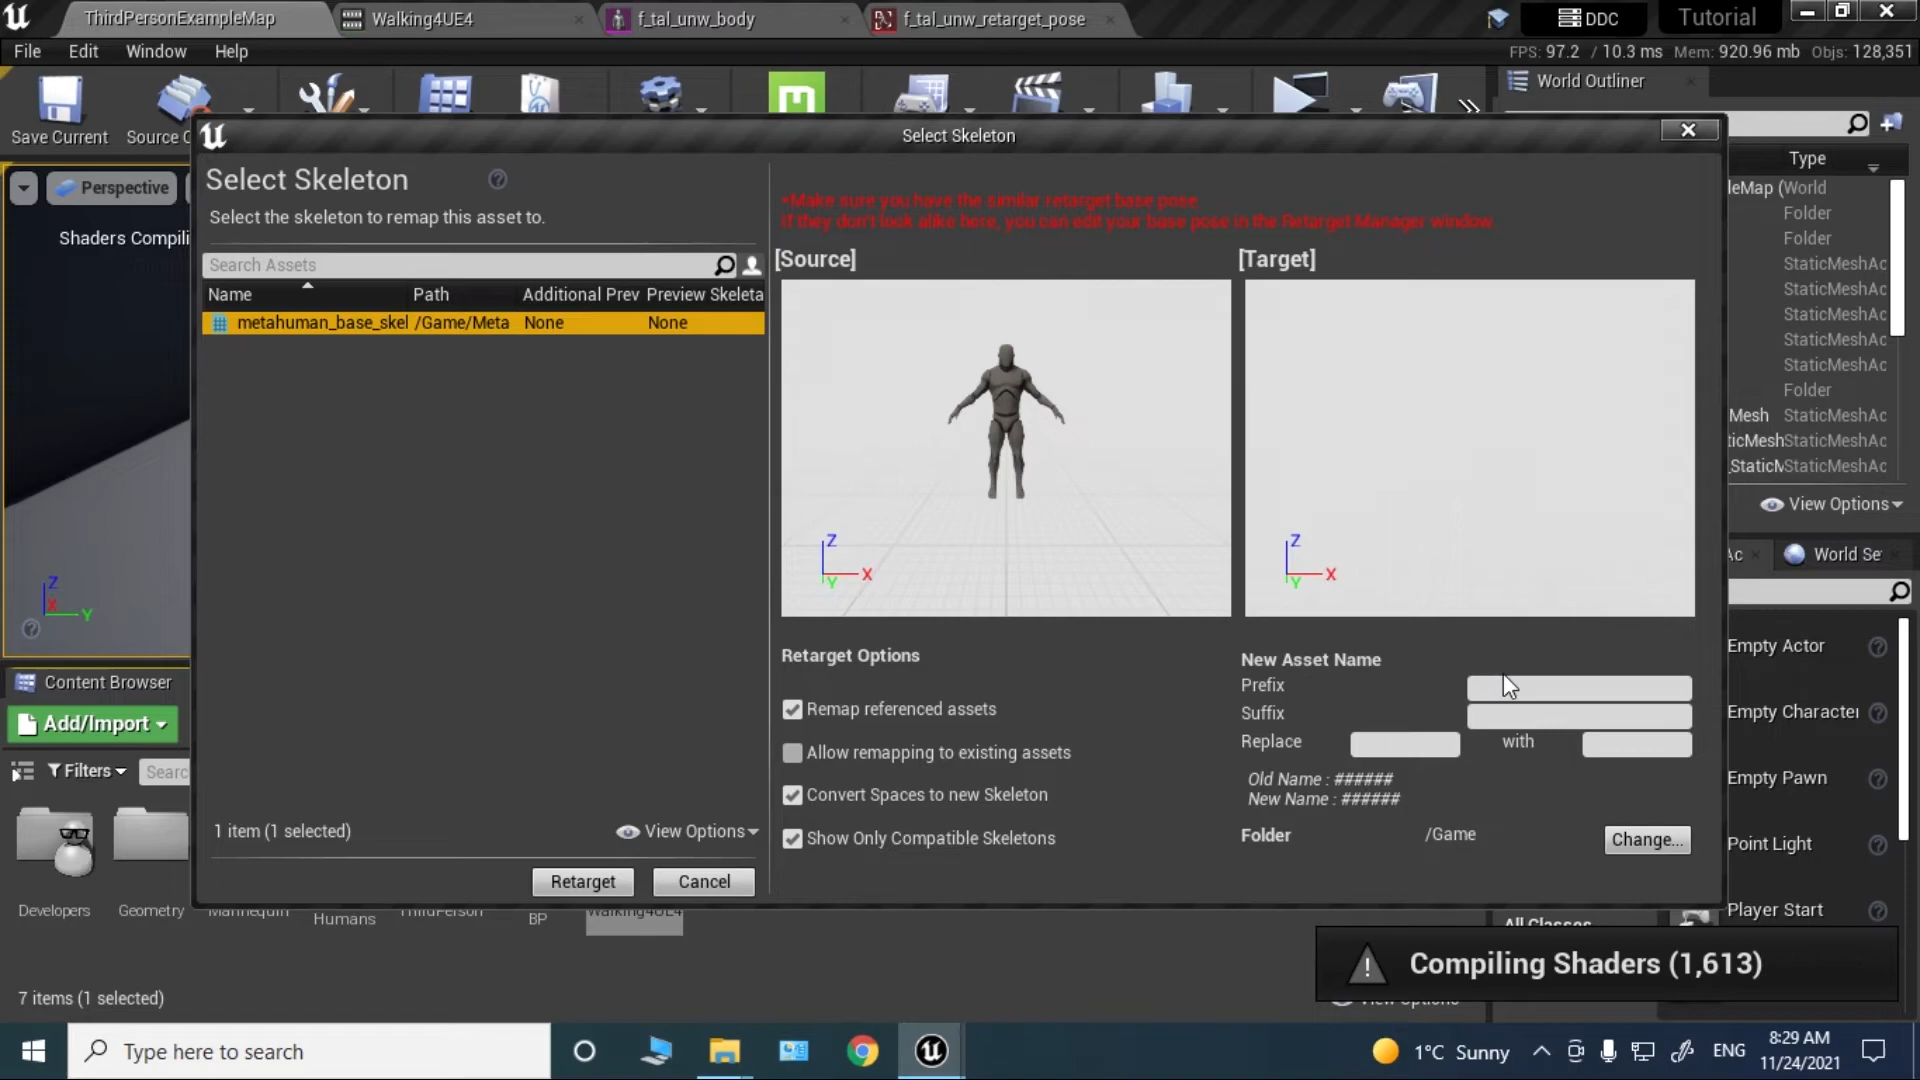 ThirdPersonExampleMap
Walking4UE4
f_tal_unw_body
f_tal_unw_retarget_pose
DDC
Tutorial
File Edit Window Help
FPS: 97.2 / 10.3 ms Mem: 920.96 mb Objs: 128,351
World Outliner
Save Current
Source C
Select Skeleton
Type
Perspective
Shaders Compili
Select Skeleton
Select the skeleton to remap this asset to.
*Make sure you have the similar retarget base pose.
If they don't look alike here, you can edit your base pose in the Retarget Manager window.
leMap ( World
Folder
Folder
StaticMeshAc
StaticMeshAc
StaticMeshAc
StaticMeshAc
StaticMeshAc
Folder
Mesh StaticMeshAc
ticMesh StaticMeshAc
_StaticM StaticMeshAc
View Options
Search Assets
[Source]
[Target]
Name Path Additional Prev Preview Skeleta
metahuman_base_skel /Game/Meta None None
Z
X
Y
Z
X
Y
Z
X
Y
Ac
World Se
Retarget Options
Remap referenced assets
Allow remapping to existing assets
Convert Spaces to new Skeleton
Show Only Compatible Skeletons
New Asset Name
Prefix
Suffix
Replace with
Old Name : ######
New Name : ######
Folder /Game Change...
1 item (1 selected)
View Options
Retarget
Cancel
Empty Actor
Empty Character
Empty Pawn
Point Light
Player Start
All Classes
Content Browser
Add/Import
Filters
Searc
Developers
Geometry
Mannequin
Humans
ThirdPerson
BP
Walking4UE4
7 items (1 selected)
View Options
Compiling Shaders (1,613)
Type here to search
1°C Sunny
ENG
8:29 AM
11/24/2021